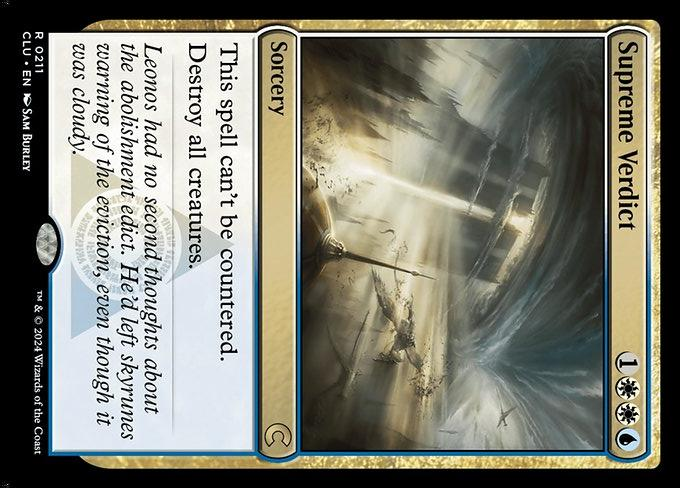 Supreme Verdict
1
Sorcery
This spell can't be countered.
Destroy all creatures.
Leonos had no second thoughts about
the abolishment edict. He'd left skyrunes
warning of the eviction, even though it
was cloudy.
R 0211
CLU • EN Sam Burley
™ & © 2024 Wizards of the Coast